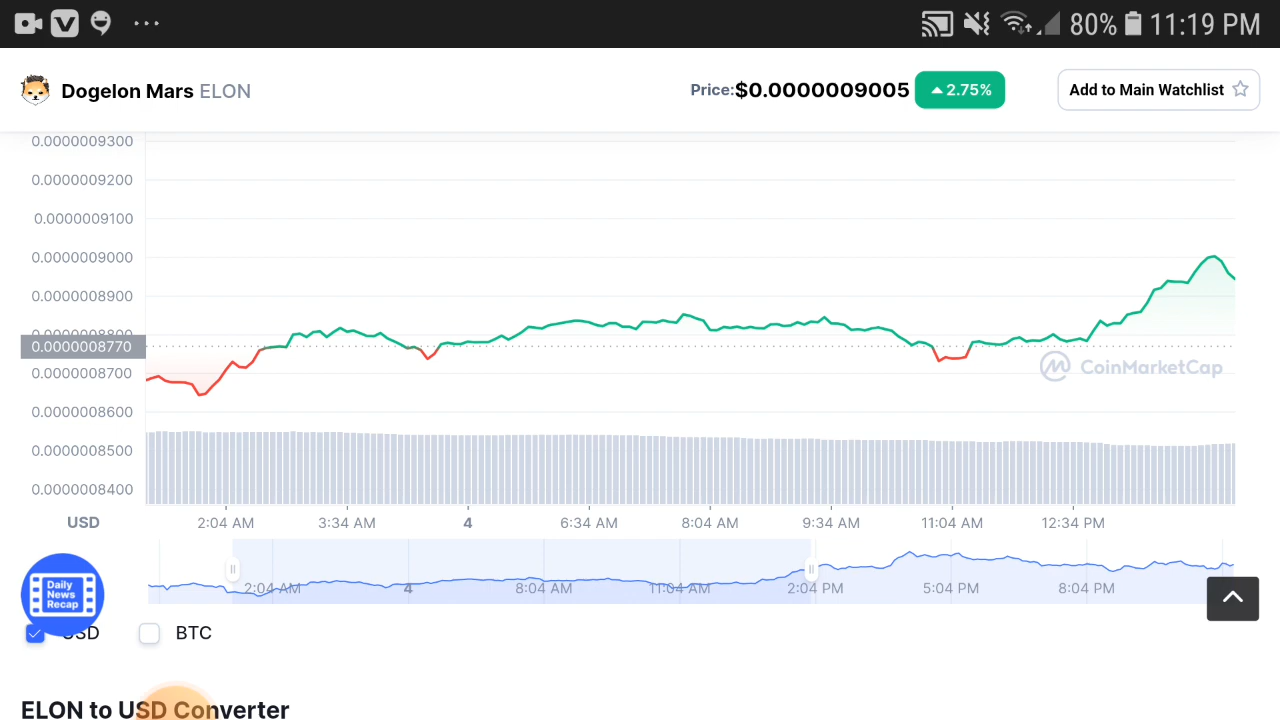 80% 11:19 PM
Dogelon Mars ELON
Price:$0.0000009005 2.75%
Add to Main Watchlist
0.0000009300
0.0000009200
0.0000009100
0.0000009000
0.0000008900
0.0000008800
0.0000008770
0.0000008700
0.0000008600
0.0000008500
0.0000008400
CoinMarketCap
USD 2:04 AM 3:34 AM 4 6:34 AM 8:04 AM 9:34 AM 11:04 AM 12:34 PM
2:04 AM 4 8:04 AM 11:04 AM 2:04 PM 5:04 PM 8:04 PM
Daily
News
Recap
USD BTC
ELON to USD Converter